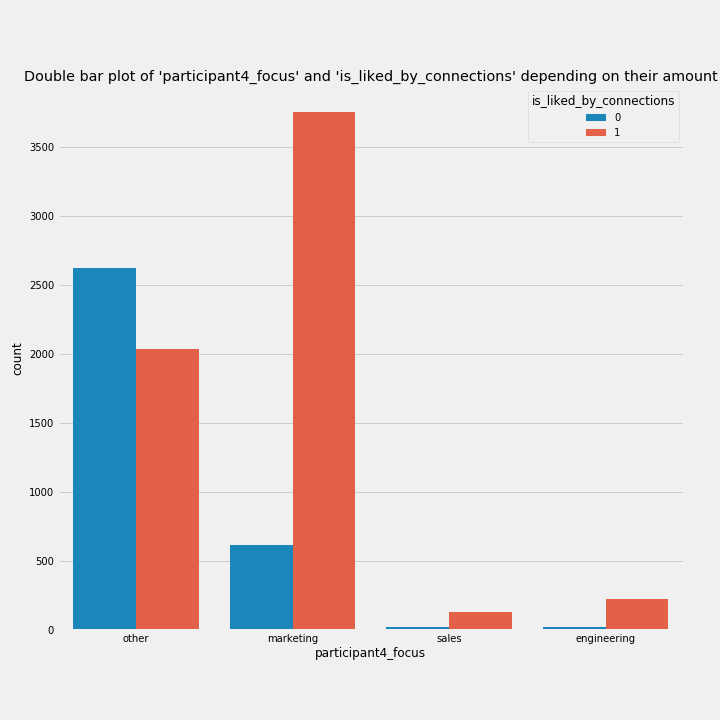 Double bar plot of 'participant4_focus' and 'is_liked_by_connections' depending on their amount
is_liked_by_connections
0
1
3500
3000
2500
2000
1500
1000
500
0
count
other marketing sales engineering
participant4_focus